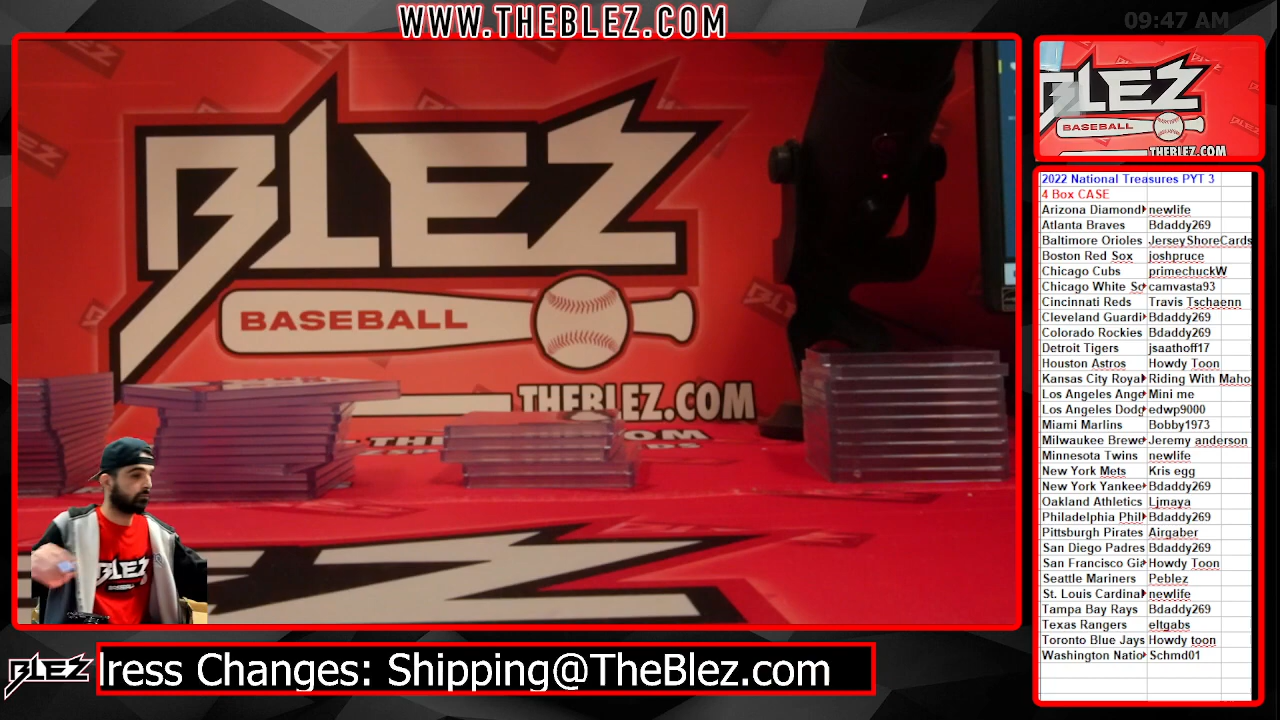 WWW.THEBLEZ.COM
09:47 AM
BLEZ
BASEBALL
THEBLEZ.COM
BLEZ
BASEBALL
THEBLEZ.COM
2022 National Treasures PYT 3
4 Box CASE
Arizona Diamond newlife
Atlanta Braves Bdaddy269
Baltimore Orioles JerseyShoreCards
Boston Red Sox joshpruce
Chicago Cubs primechuckW
Chicago White So camvasta93
Cincinnati Reds Travis Tschaenn
Cleveland Guardi Bdaddy269
Colorado Rockies Bdaddy269
Detroit Tigers jsaathoff17
Houston Astros Howdy Toon
Kansas City Roya Riding With Maho
Los Angeles Ange Mini me
Los Angeles Dodg edwp9000
Miami Marlins Bobby1973
Milwaukee Brewe Jeremy anderson
Minnesota Twins newlife
New York Mets Kris egg
New York Yankee Bdaddy269
Oakland Athletics Ljmaya
Philadelphia Phil Bdaddy269
Pittsburgh Pirates Airgaber
San Diego Padres Bdaddy269
San Francisco Gia Howdy Toon
Seattle Mariners Peblez
St. Louis Cardina newlife
Tampa Bay Rays Bdaddy269
Texas Rangers eltgabs
Toronto Blue Jays Howdy toon
Washington Natio Schmd01
BLEZ
BLEZ
lress Changes: Shipping@TheBlez.com